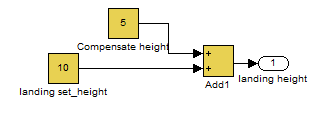 5
Compensate height
10
landing set_height
+
+
Add1
1
landing height